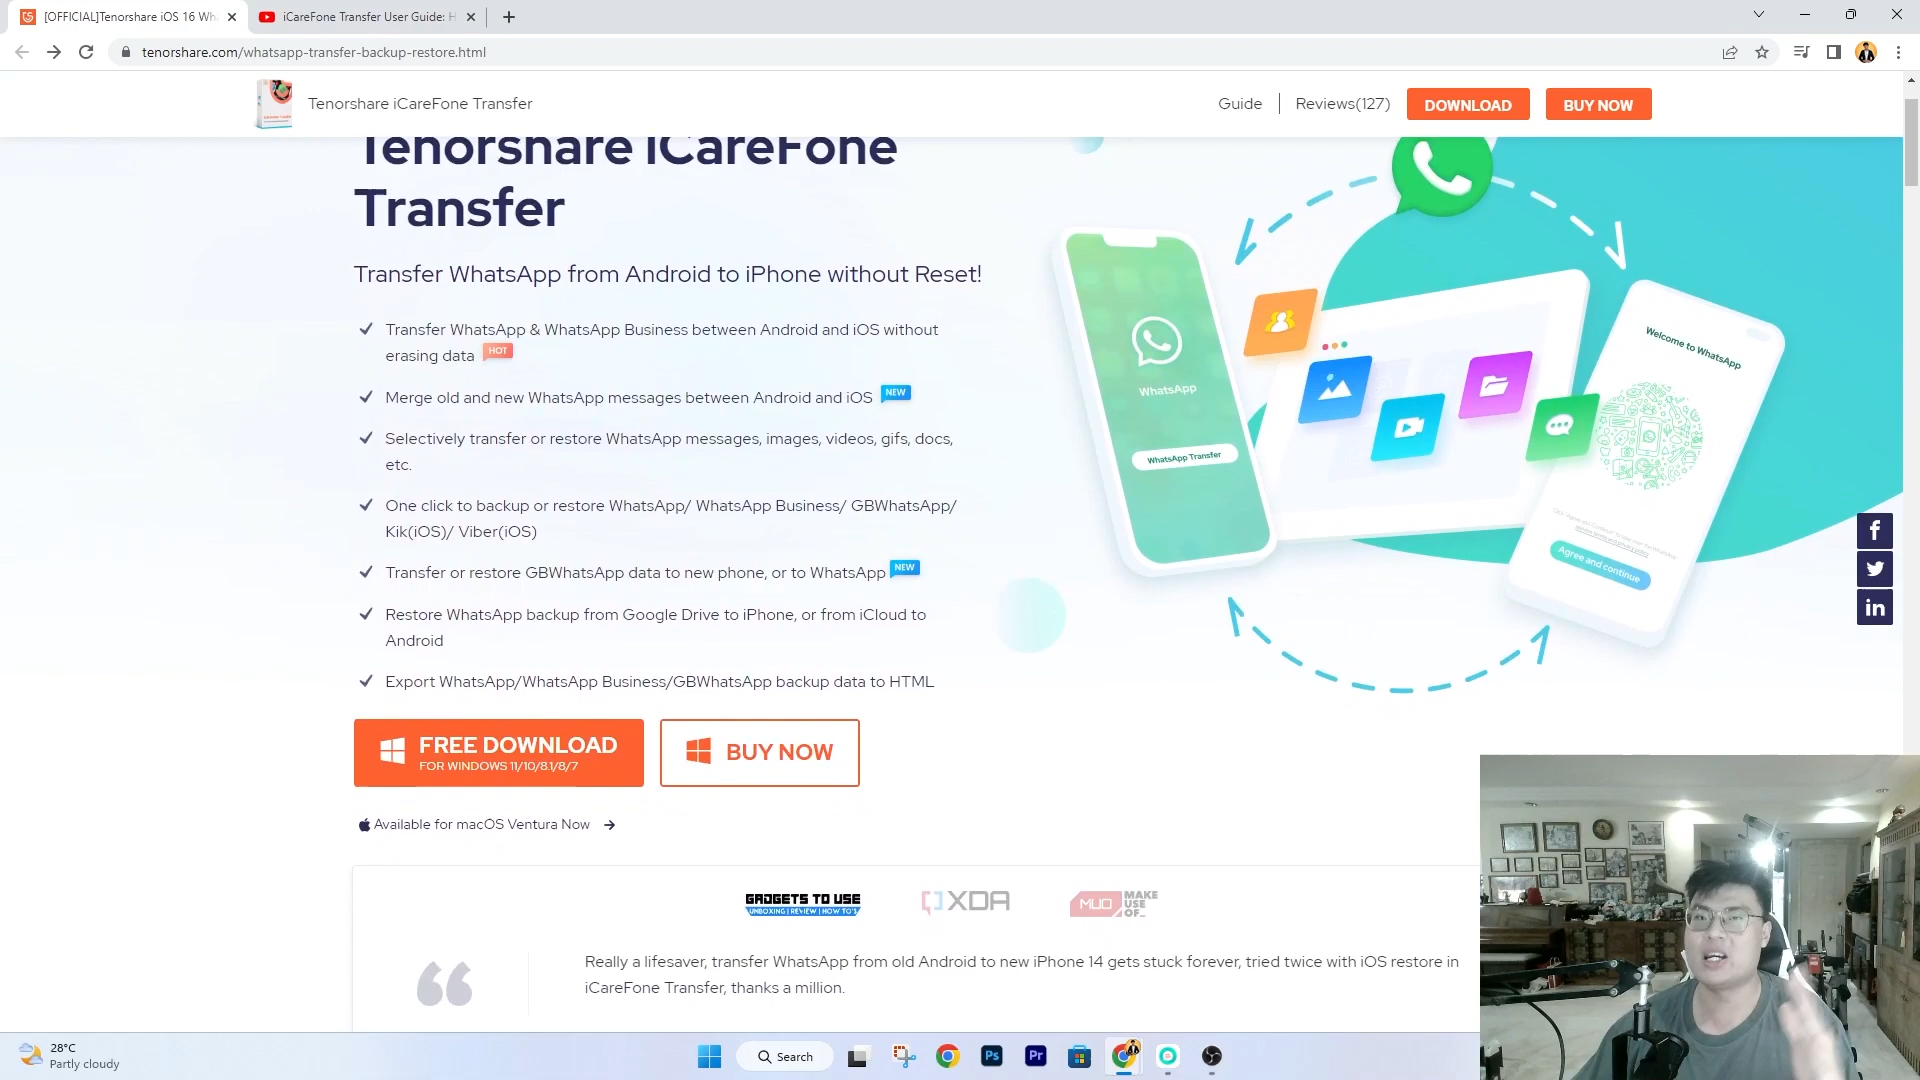 [OFFICIAL]Tenorshare iOS 16 Wh
iCareFone Transfer User Guide: H
tenorshare.com/whatsapp-transfer-backup-restore.html
Tenorshare iCareFone Transfer
Guide
Reviews(127)
DOWNLOAD
BUY NOW
Tenorshare iCareFone
Transfer
Transfer WhatsApp from Android to iPhone without Reset!
Transfer WhatsApp & WhatsApp Business between Android and iOS without
erasing data HOT
Merge old and new WhatsApp messages between Android and iOS NEW
Selectively transfer or restore WhatsApp messages, images, videos, gifs, docs,
etc.
One click to backup or restore WhatsApp/ WhatsApp Business/ GBWhatsApp/
Kik(iOS)/ Viber(iOS)
Transfer or restore GBWhatsApp data to new phone, or to WhatsApp NEW
Restore WhatsApp backup from Google Drive to iPhone, or from iCloud to
Android
Export WhatsApp/WhatsApp Business/GBWhatsApp backup data to HTML
FREE DOWNLOAD
FOR WINDOWS 11/10/8.1/8/7
BUY NOW
Available for macOS Ventura Now
WhatsApp
WhatsApp Transfer
Welcome to WhatsApp
Agree and continue
GADGETS TO USE
UNBOXING | REVIEW | HOW TO'S
XDA
MUO
MAKE
USE
OF_
Really a lifesaver, transfer WhatsApp from old Android to new iPhone 14 gets stuck forever, tried twice with iOS restore in
iCareFone Transfer, thanks a million.
28°C
Partly cloudy
Search
Ps
Pr